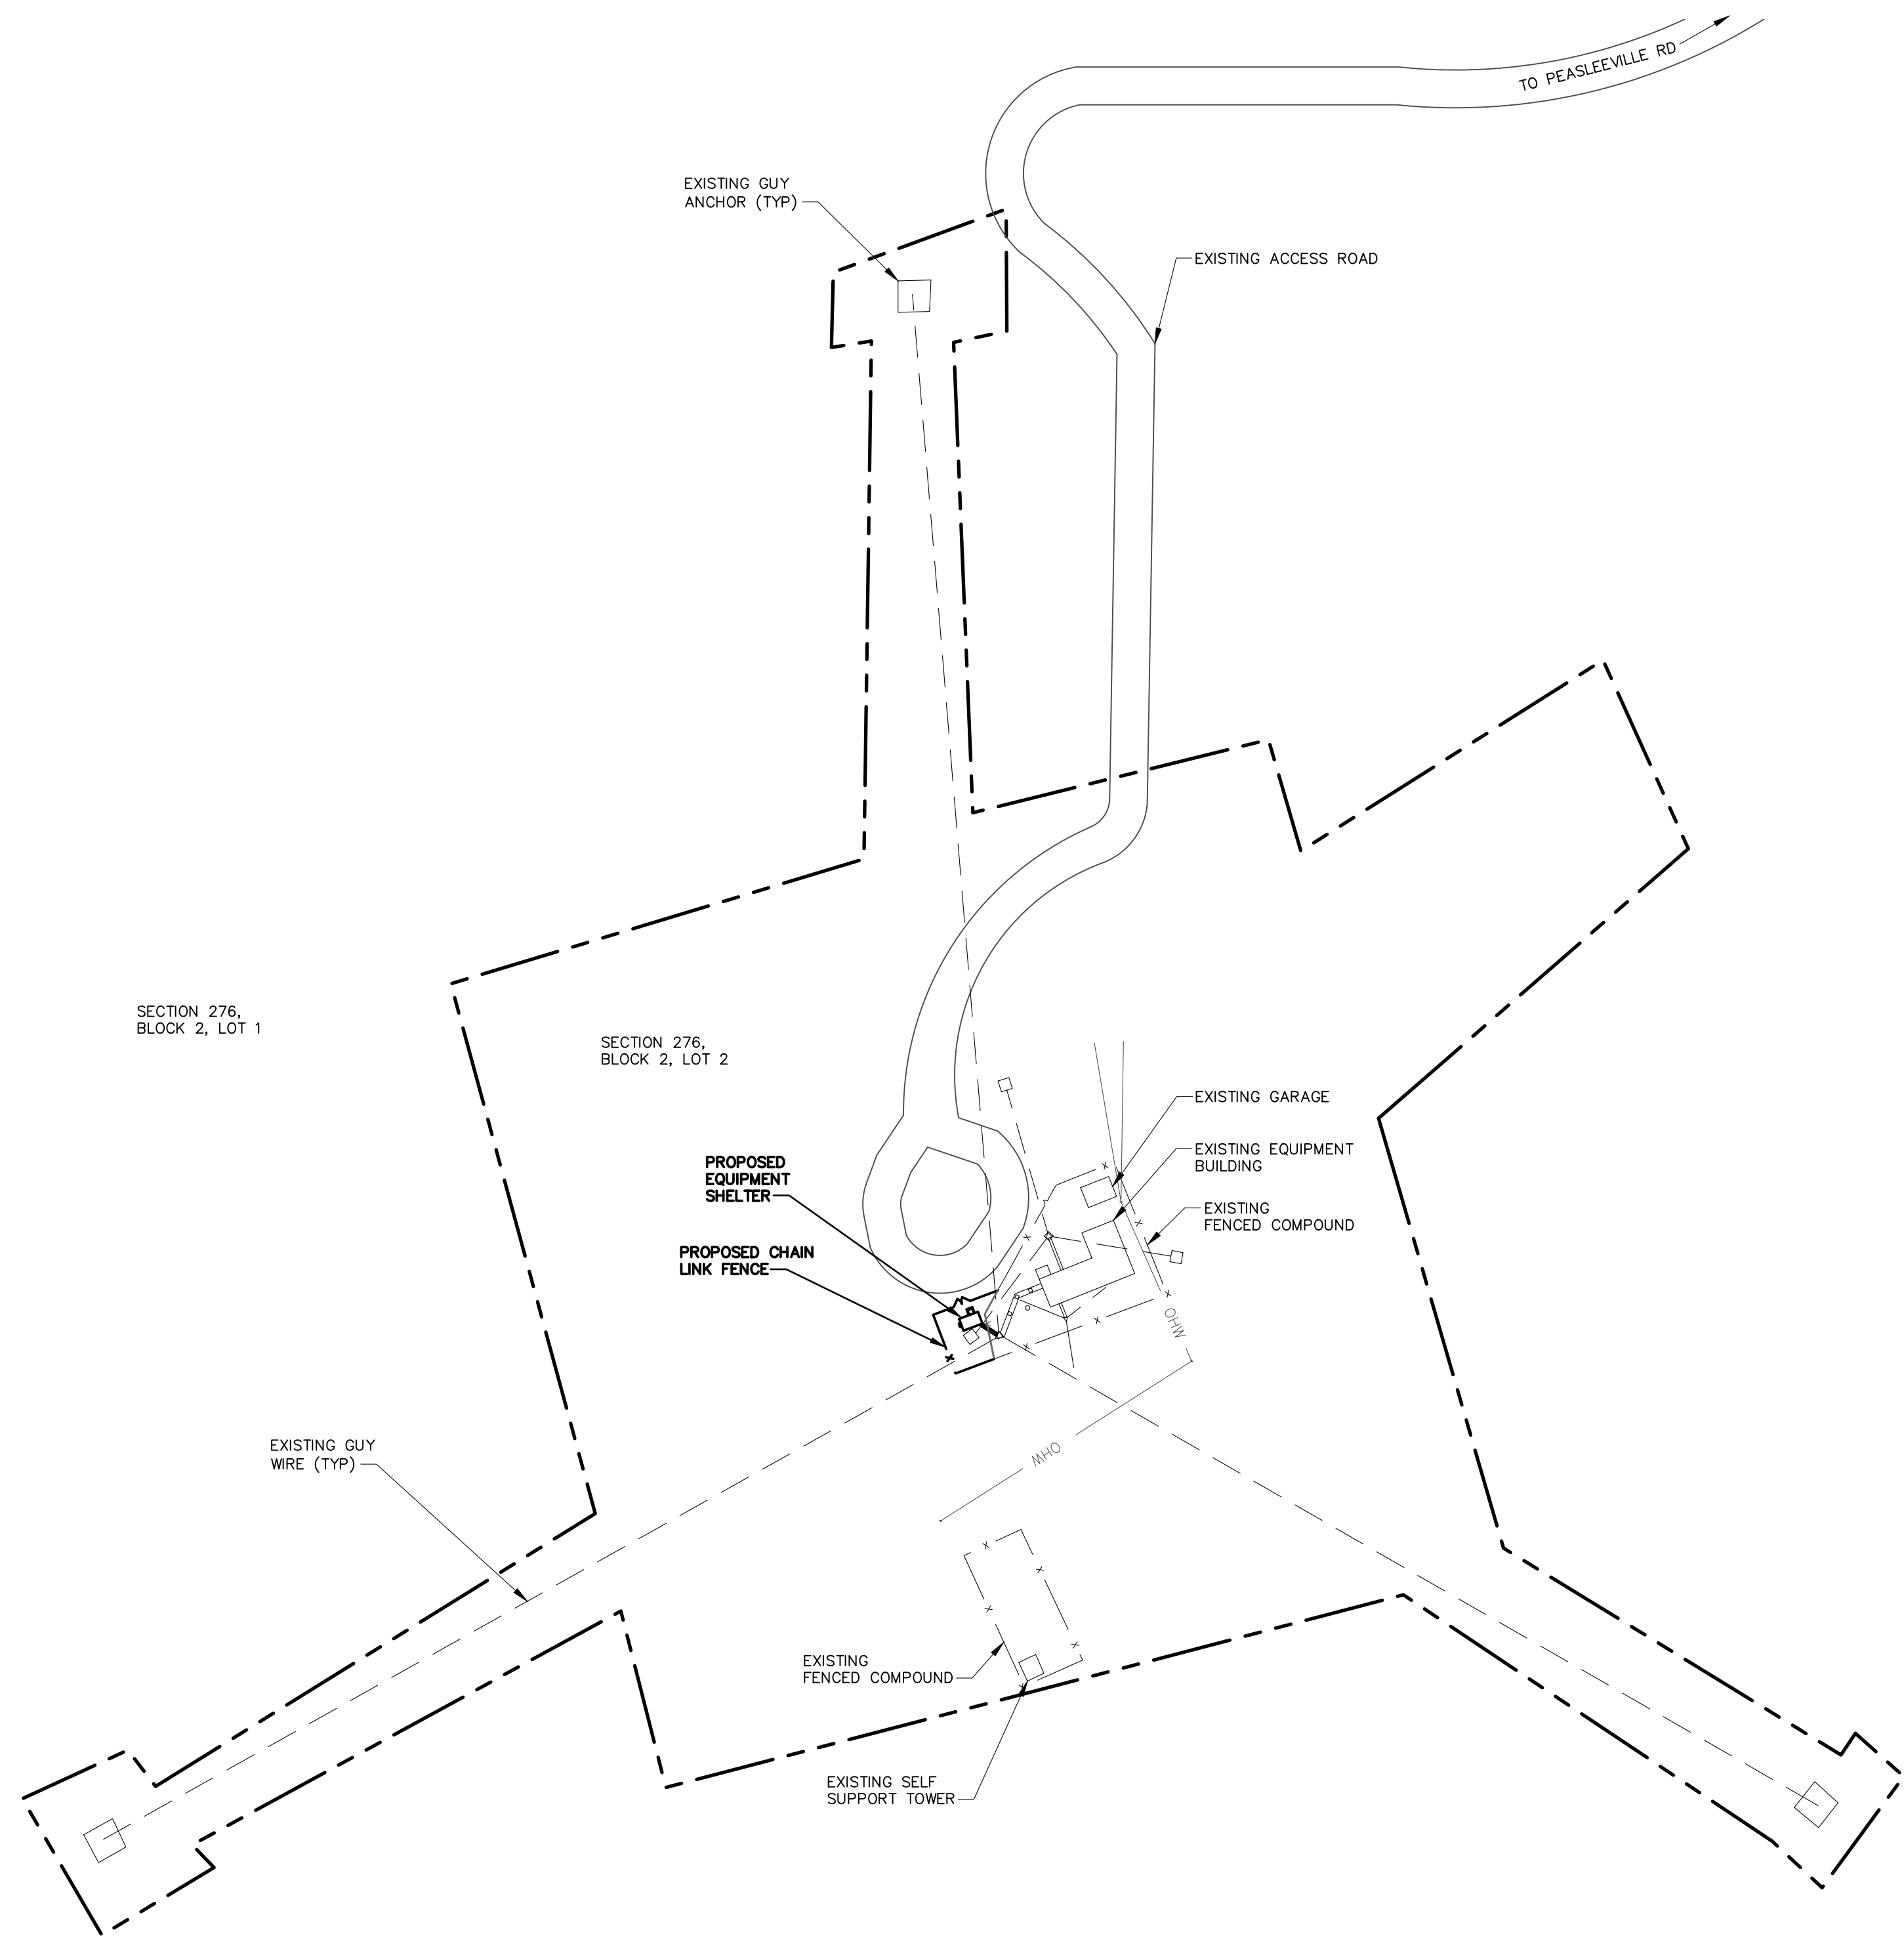 TO PEASLEEVILLE RD
EXISTING GUY
ANCHOR (TYP)
EXISTING ACCESS ROAD
SECTION 276,
BLOCK 2, LOT 1
SECTION 276,
BLOCK 2, LOT 2
EXISTING GARAGE
EXISTING EQUIPMENT
BUILDING
PROPOSED
EQUIPMENT
SHELTER
EXISTING
FENCED COMPOUND
PROPOSED CHAIN
LINK FENCE
OHW
EXISTING GUY
WIRE (TYP)
OHW
EXISTING
FENCED COMPOUND
EXISTING SELF
SUPPORT TOWER